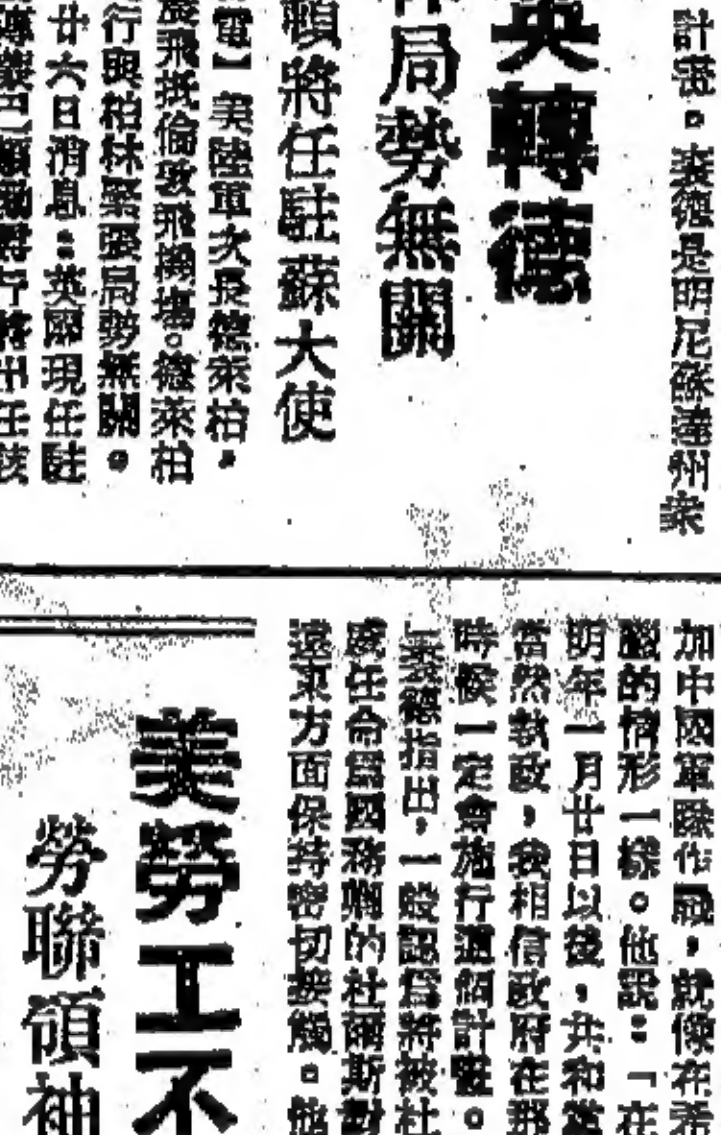 計畫。裘德是明尼蘇達州衆
英轉德
局勢無關
賴將任駐蘇大使
電】美陸軍次長德萊柏,
飛抵倫敦飛機場。德萊柏
行與柏林緊張局勢無關。
廿六日消息:英國現任駐
加中國軍隊作戰,就像在希
臘的情形一樣。他說:「在
明年一月廿日以後,共和黨
當然執政,我相信政府在那
時候一定會施行這個計畫。
」裘德指出,一般認爲將被杜
威任命爲國務卿的杜爾斯對
遠東方面保持密切接觸。他
美勞工不
勞聯領袖